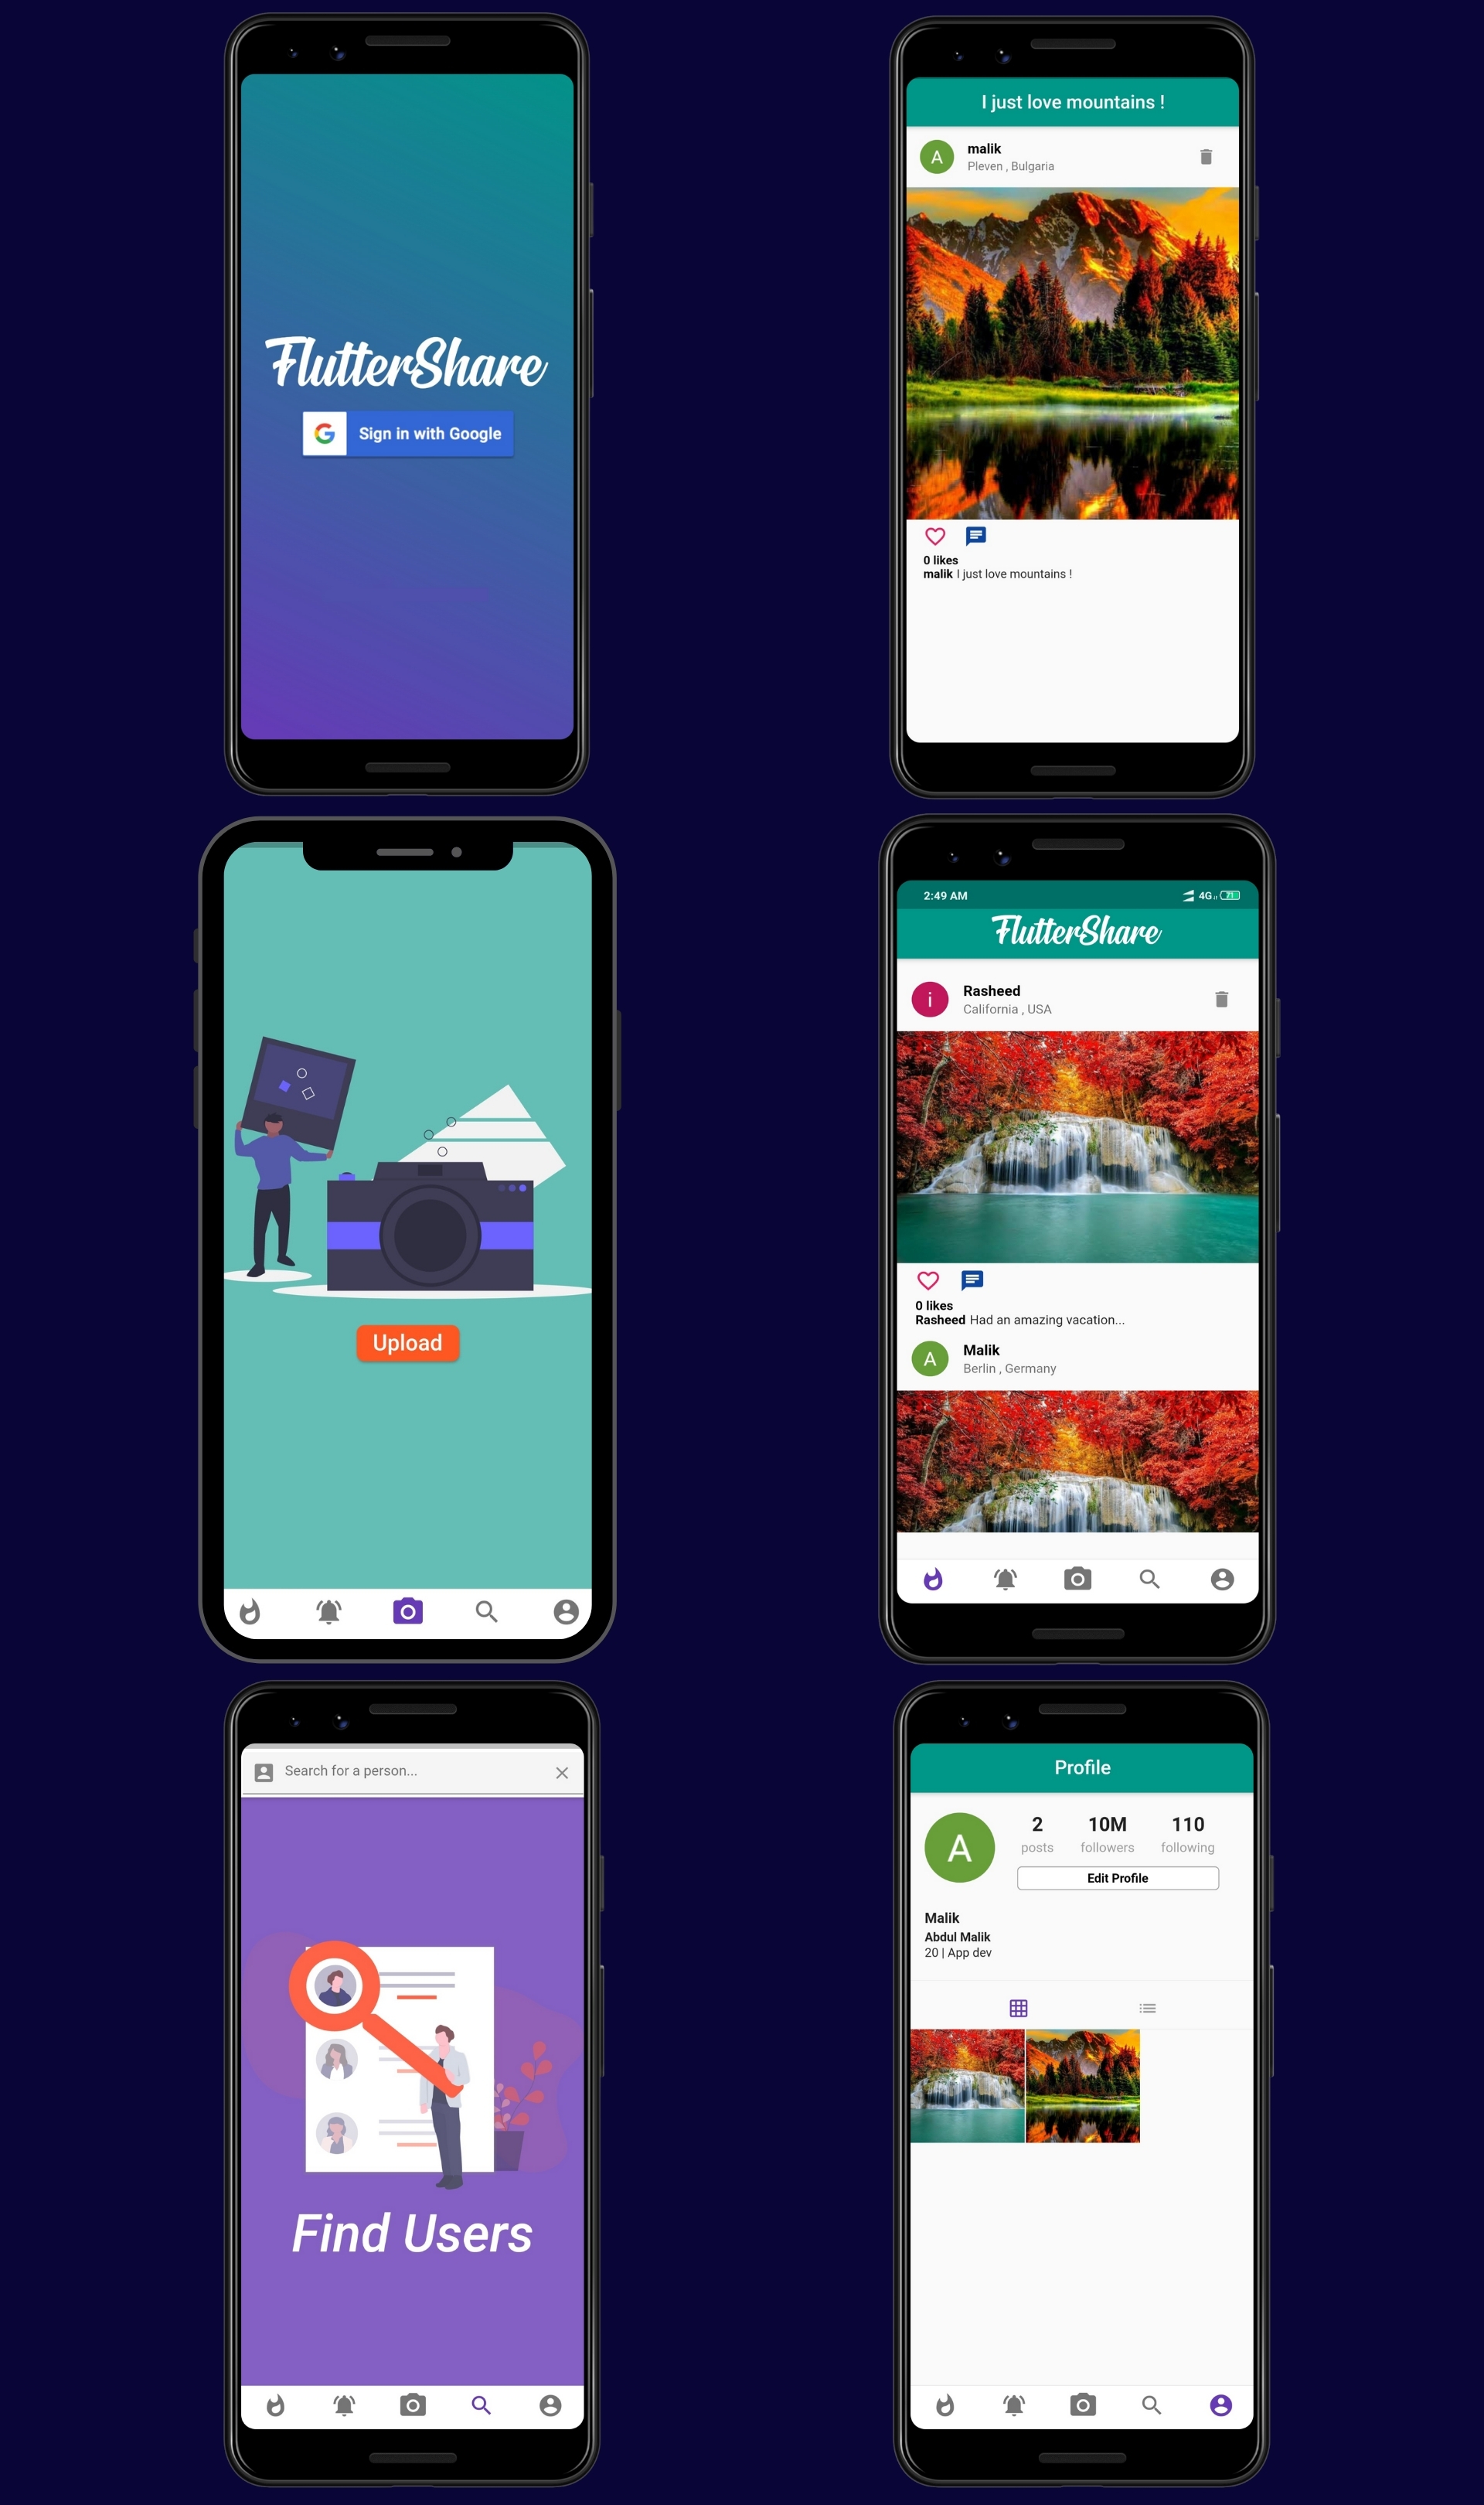 FlutterShare
Sign in with Google
I just love mountains !
A
malik
Pleven , Bulgaria
0 likes
malik I just love mountains !
Upload
2:49 AM
4G
71
FlutterShare
i
Rasheed
California , USA
0 likes
Rasheed Had an amazing vacation...
A
Malik
Berlin , Germany
Search for a person...
Find Users
Profile
A
2 10M 110
posts followers following
Edit Profile
Malik
Abdul Malik
20 | App dev